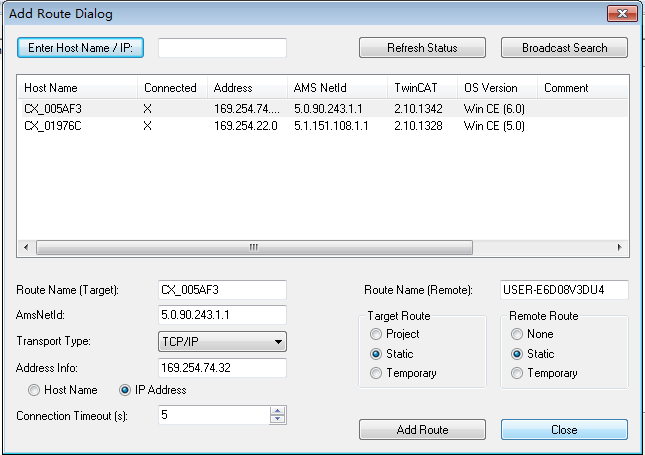 Add Route Dialog
Enter Host Name / IP: Refresh Status Broadcast Search
Host Name Connected Address AMS NetId TwinCAT OS Version Comment
CX_005AF3 X 169.254.74.... 5.0.90.243.1.1 2.10.1342 Win CE (6.0)
CX_01976C X 169.254.22.0 5.1.151.108.1.1 2.10.1328 Win CE (5.0)
Route Name (Target): CX_005AF3 Route Name (Remote): USER-E6D08V3DU4
AmsNetId: 5.0.90.243.1.1 Target Route Remote Route
Project None
Transport Type: TCP/IP Static Static
Address Info: 169.254.74.32 Temporary Temporary
Host Name IP Address
Connection Timeout (s): 5
Add Route Close